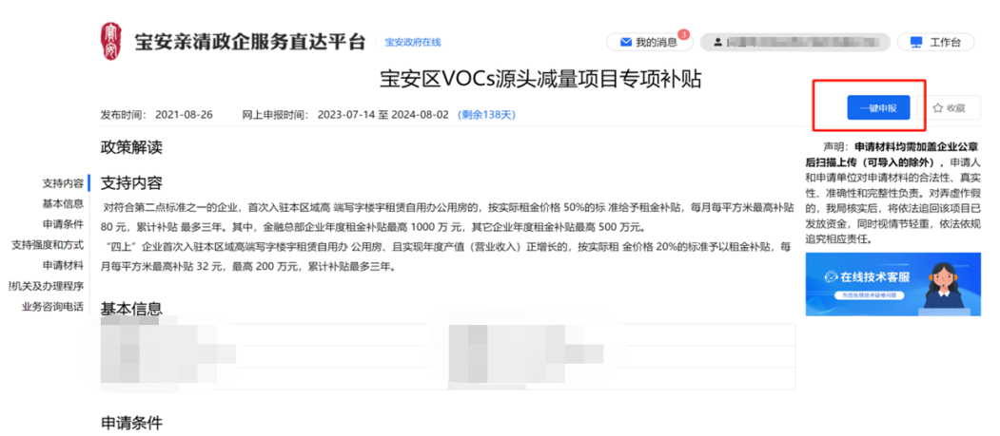 宝安
宝安亲清政企服务直达平台
宝安政府在线
我的消息
3
工作台
宝安区VOCs源头减量项目专项补贴
发布时间： 2021-08-26 网上申报时间： 2023-07-14 至 2024-08-02 （剩余138天）
一键申报
收藏
政策解读
支持内容
基本信息
申请条件
支持强度和方式
申请材料
机关及办理程序
业务咨询电话
支持内容
对符合第二点标准之一的企业，首次入驻本区域高 端写字楼宇租赁自用办公用房的，按实际租金价格 50%的标 准给予租金补贴，每月每平方米最高补贴
80 元，累计补贴 最多三年。其中，金融总部企业年度租金补贴最高 1000 万 元，其它企业年度租金补贴最高 500 万元。
“四上”企业首次入驻本区域高端写字楼宇租赁自用办 公用房、且实现年度产值（营业收入）正增长的，按实际租 金价格 20%的标准予以租金补贴，每
月每平方米最高补贴 32 元，最高 200 万元，累计补贴最多三年。
基本信息
申请条件
声明：申请材料均需加盖企业公章
后扫描上传（可导入的除外），申请人
和申请单位对申请材料的合法性、真实
性、准确性和完整性负责。对弄虚作假
的，我局核实后，将依法追回该项目已
发放资金，同时视情节轻重，依法依规
追究相应责任。
在线技术客服
为您处理技术疑难问题